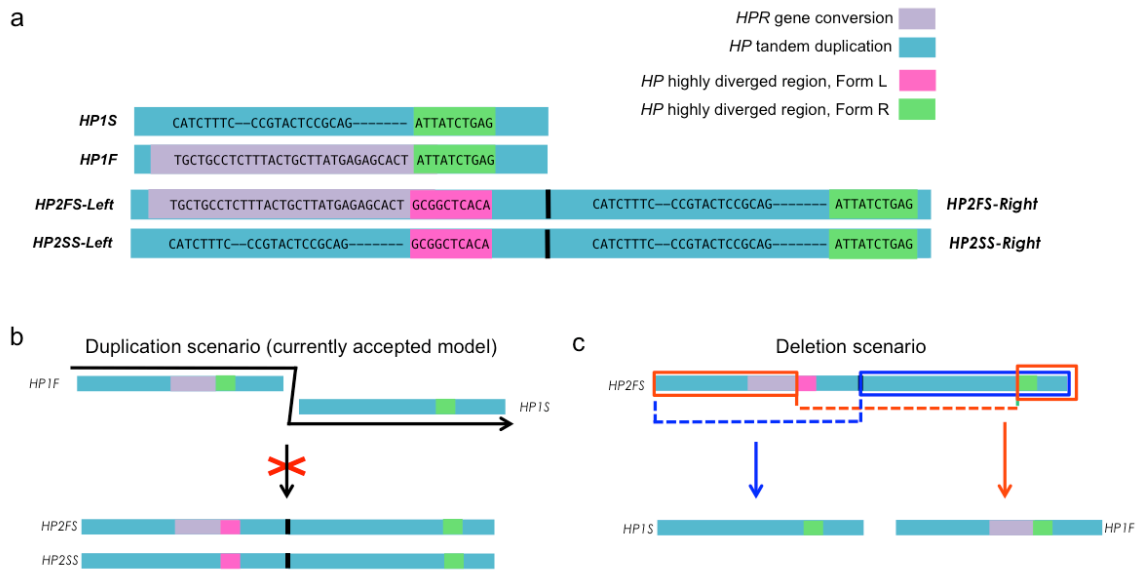 a
HPR gene conversion
HP tandem duplication
HP highly diverged region, Form L
HP highly diverged region, Form R
HP1S
CATCTTTC––CCGTACTCCGCAG––––––– ATTATCTGAG
HP1F
TGCTGCCTCTTTACTGCTTATGAGAGCACT ATTATCTGAG
HP2FS-Left
TGCTGCCTCTTTACTGCTTATGAGAGCACT GCGGCTCACA
CATCTTTC––CCGTACTCCGCAG––––––– ATTATCTGAG
HP2FS-Right
HP2SS-Left
CATCTTTC––CCGTACTCCGCAG––––––– GCGGCTCACA
CATCTTTC––CCGTACTCCGCAG––––––– ATTATCTGAG
HP2SS-Right
b
Duplication scenario (currently accepted model)
HP1F
HP1S
HP2FS
HP2SS
c
Deletion scenario
HP2FS
HP1S
HP1F